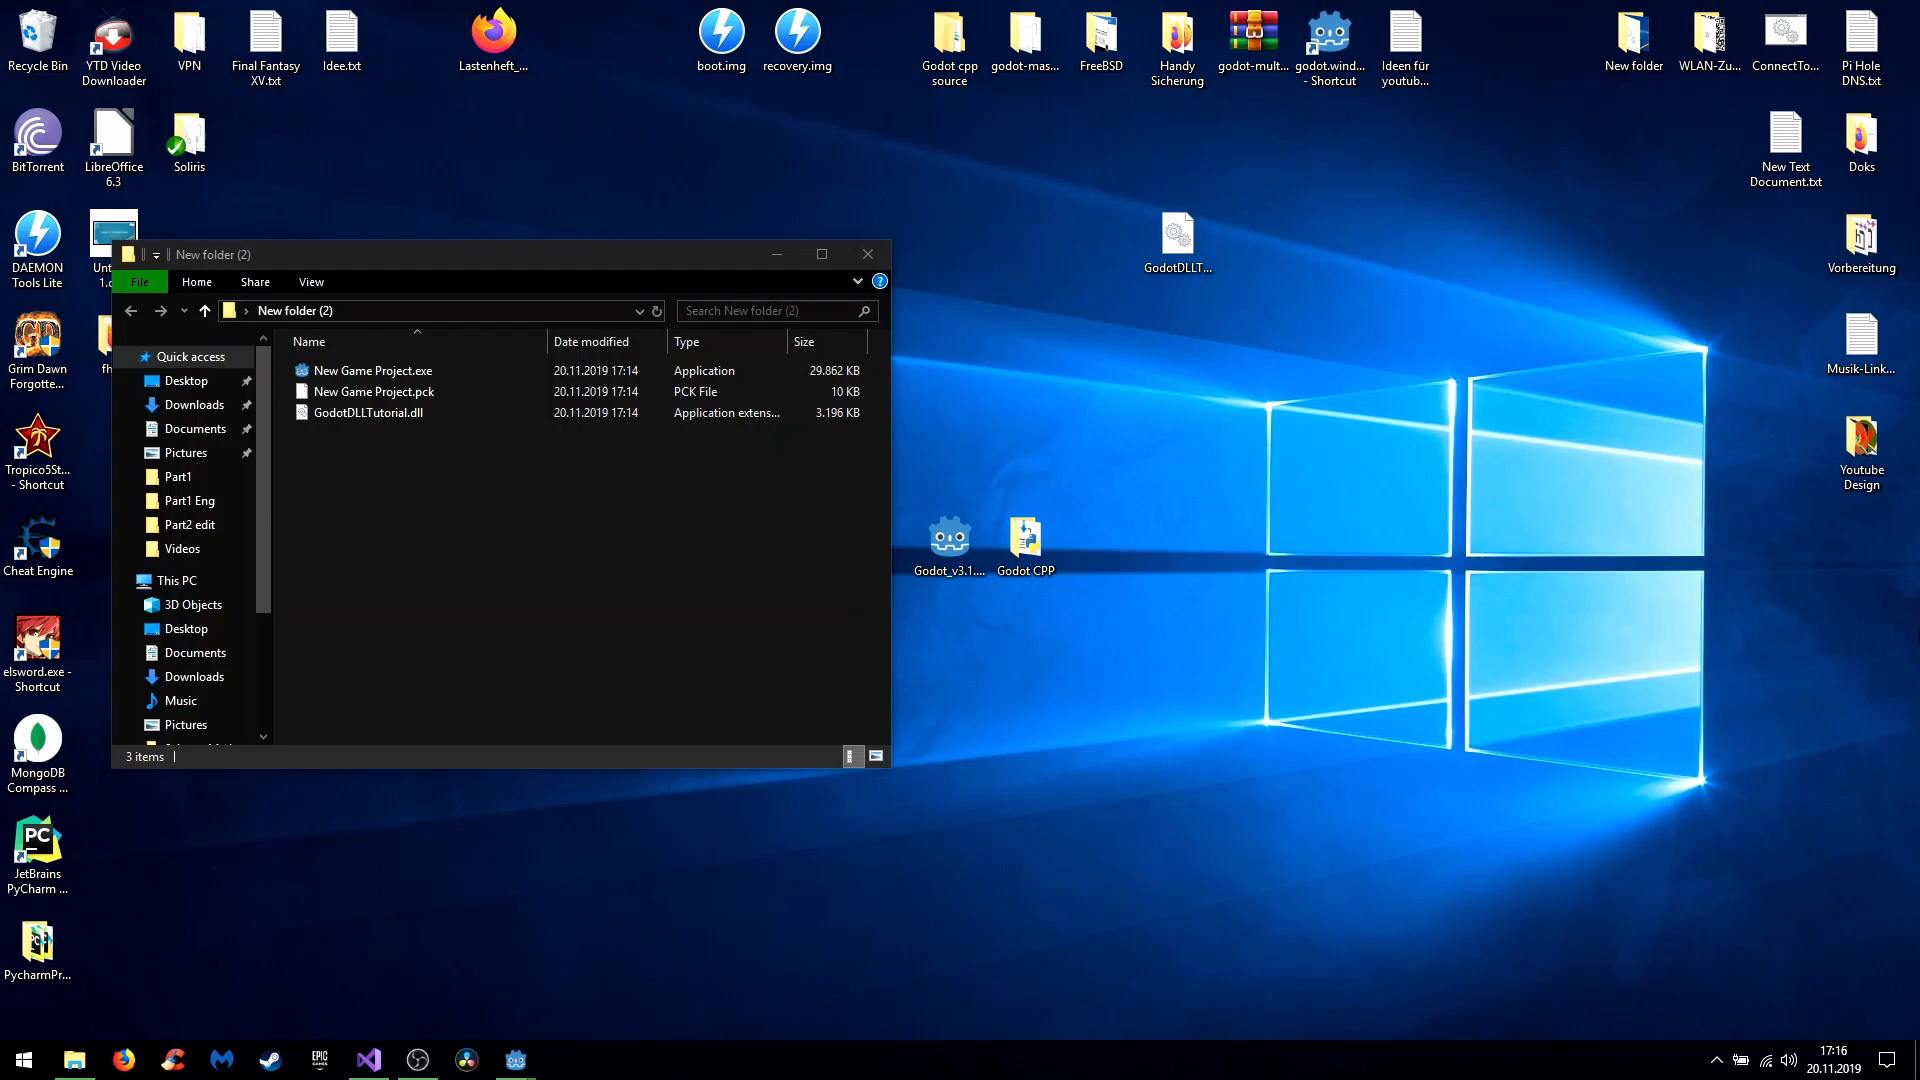 Recycle Bin
YTD Video
Downloader
VPN
Final Fantasy
XV.txt
Idee.txt
Lastenheft_...
boot.img
recovery.img
Godot cpp
source
godot-mas...
FreeBSD
Handy
Sicherung
godot-mult...
godot.wind...
- Shortcut
Ideen für
youtub...
New folder
WLAN-Zu...
ConnectTo...
Pi Hole
DNS.txt
BitTorrent
LibreOffice
6.3
Soliris
New Text
Document.txt
Doks
DAEMON
Tools Lite
GodotDLLT...
Vorbereitung
Grim Dawn
Forgotte...
Musik-Link...
Tropico5St...
- Shortcut
Youtube
Design
Cheat Engine
Godot_v3.1....
Godot CPP
elsword.exe -
Shortcut
MongoDB
Compass ...
PC
JetBrains
PyCharm ...
PycharmPr...
New folder (2)
File Home Share View
New folder (2)
Search New folder (2)
Name Date modified Type Size
New Game Project.exe 20.11.2019 17:14 Application 29.862 KB
New Game Project.pck 20.11.2019 17:14 PCK File 10 KB
GodotDLLTutorial.dll 20.11.2019 17:14 Application extens... 3.196 KB
Quick access
Desktop
Downloads
Documents
Pictures
Part1
Part1 Eng
Part2 edit
Videos
This PC
3D Objects
Desktop
Documents
Downloads
Music
Pictures
3 items
EPIC
GAMES
17:16
20.11.2019